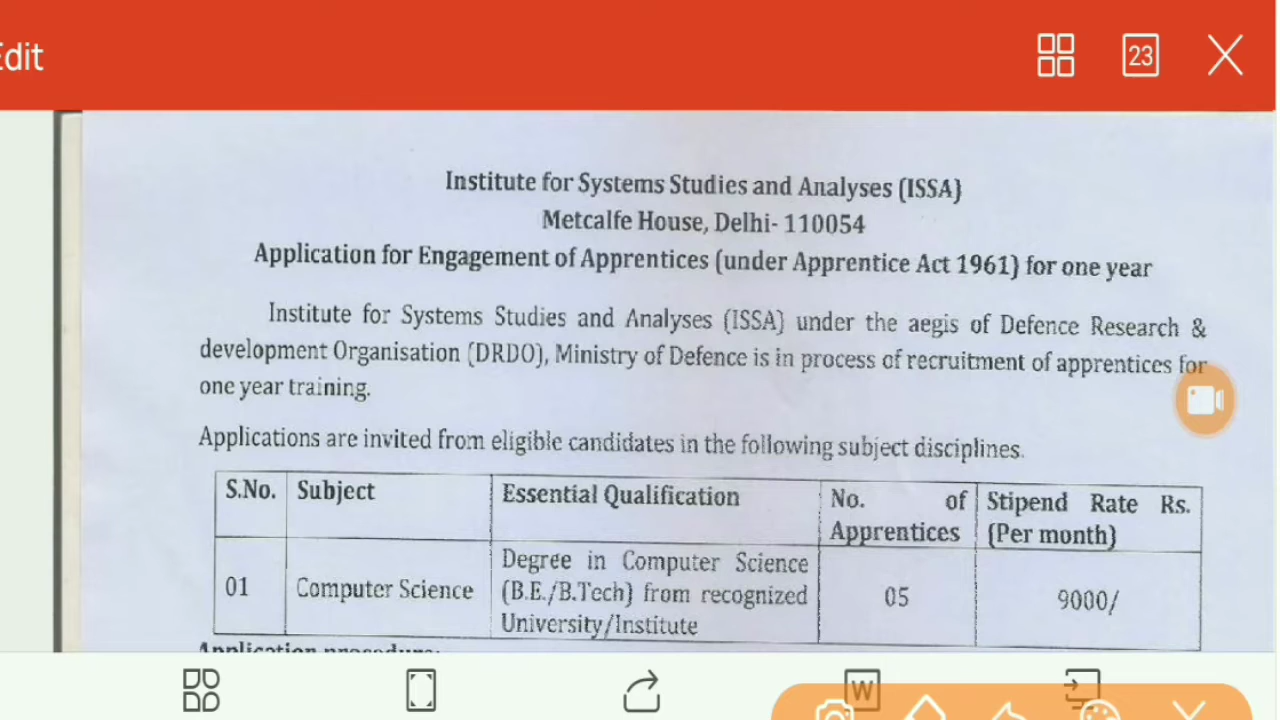 Edit
23
Institute for Systems Studies and Analyses (ISSA)
Metcalfe House, Delhi- 110054
Application for Engagement of Apprentices (under Apprentice Act 1961) for one year
Institute for Systems Studies and Analyses (ISSA) under the aegis of Defence Research &
development Organisation (DRDO), Ministry of Defence is in process of recruitment of apprentices for
one year training.
Applications are invited from eligible candidates in the following subject disciplines.
S.No. Subject Essential Qualification No. of Apprentices Stipend Rate Rs. (Per month)
01 Computer Science Degree in Computer Science (B.E./B.Tech) from recognized University/Institute 05 9000/
Application procedure:
W